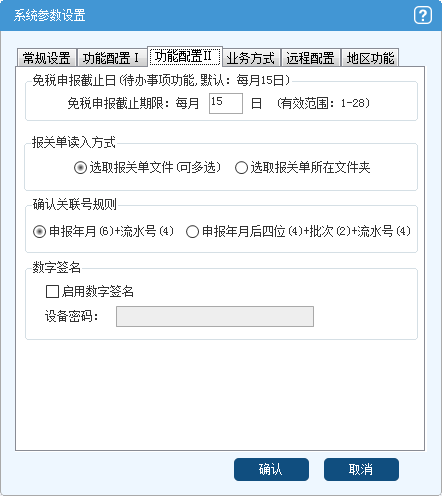 系统参数设置
?
常规设置 功能配置Ⅰ 功能配置Ⅱ 业务方式 远程配置 地区功能
免税申报截止日(待办事项功能,默认：每月15日)
免税申报截止期限：每月 15 日 (有效范围：1-28)
报关单读入方式
选取报关单文件(可多选) 选取报关单所在文件夹
确认关联号规则
申报年月(6)+流水号(4) 申报年月后四位(4)+批次(2)+流水号(4)
数字签名
启用数字签名
设备密码：
确认 取消